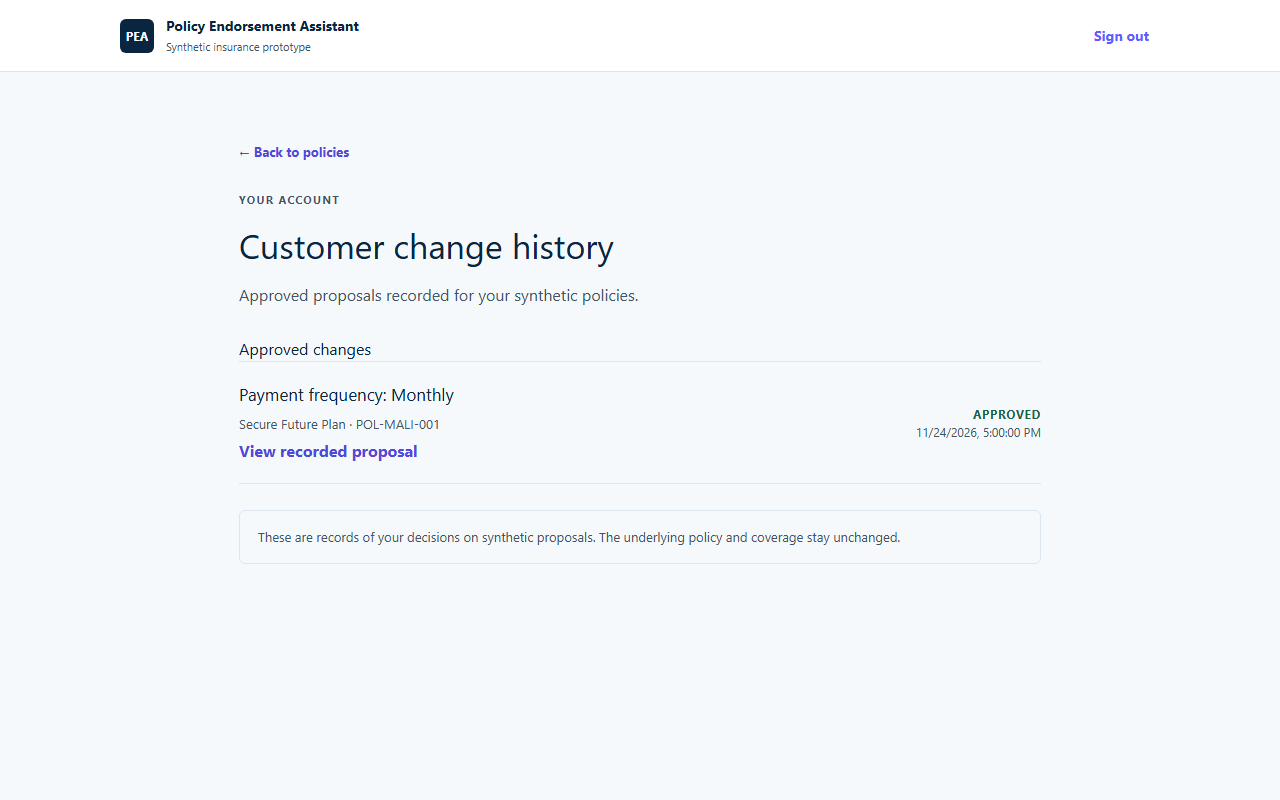 PEA
Policy Endorsement Assistant
Synthetic insurance prototype
Sign out
← Back to policies
YOUR ACCOUNT
Customer change history
Approved proposals recorded for your synthetic policies.
Approved changes
Payment frequency: Monthly
Secure Future Plan · POL-MALI-001
View recorded proposal
APPROVED
11/24/2026, 5:00:00 PM
These are records of your decisions on synthetic proposals. The underlying policy and coverage stay unchanged.